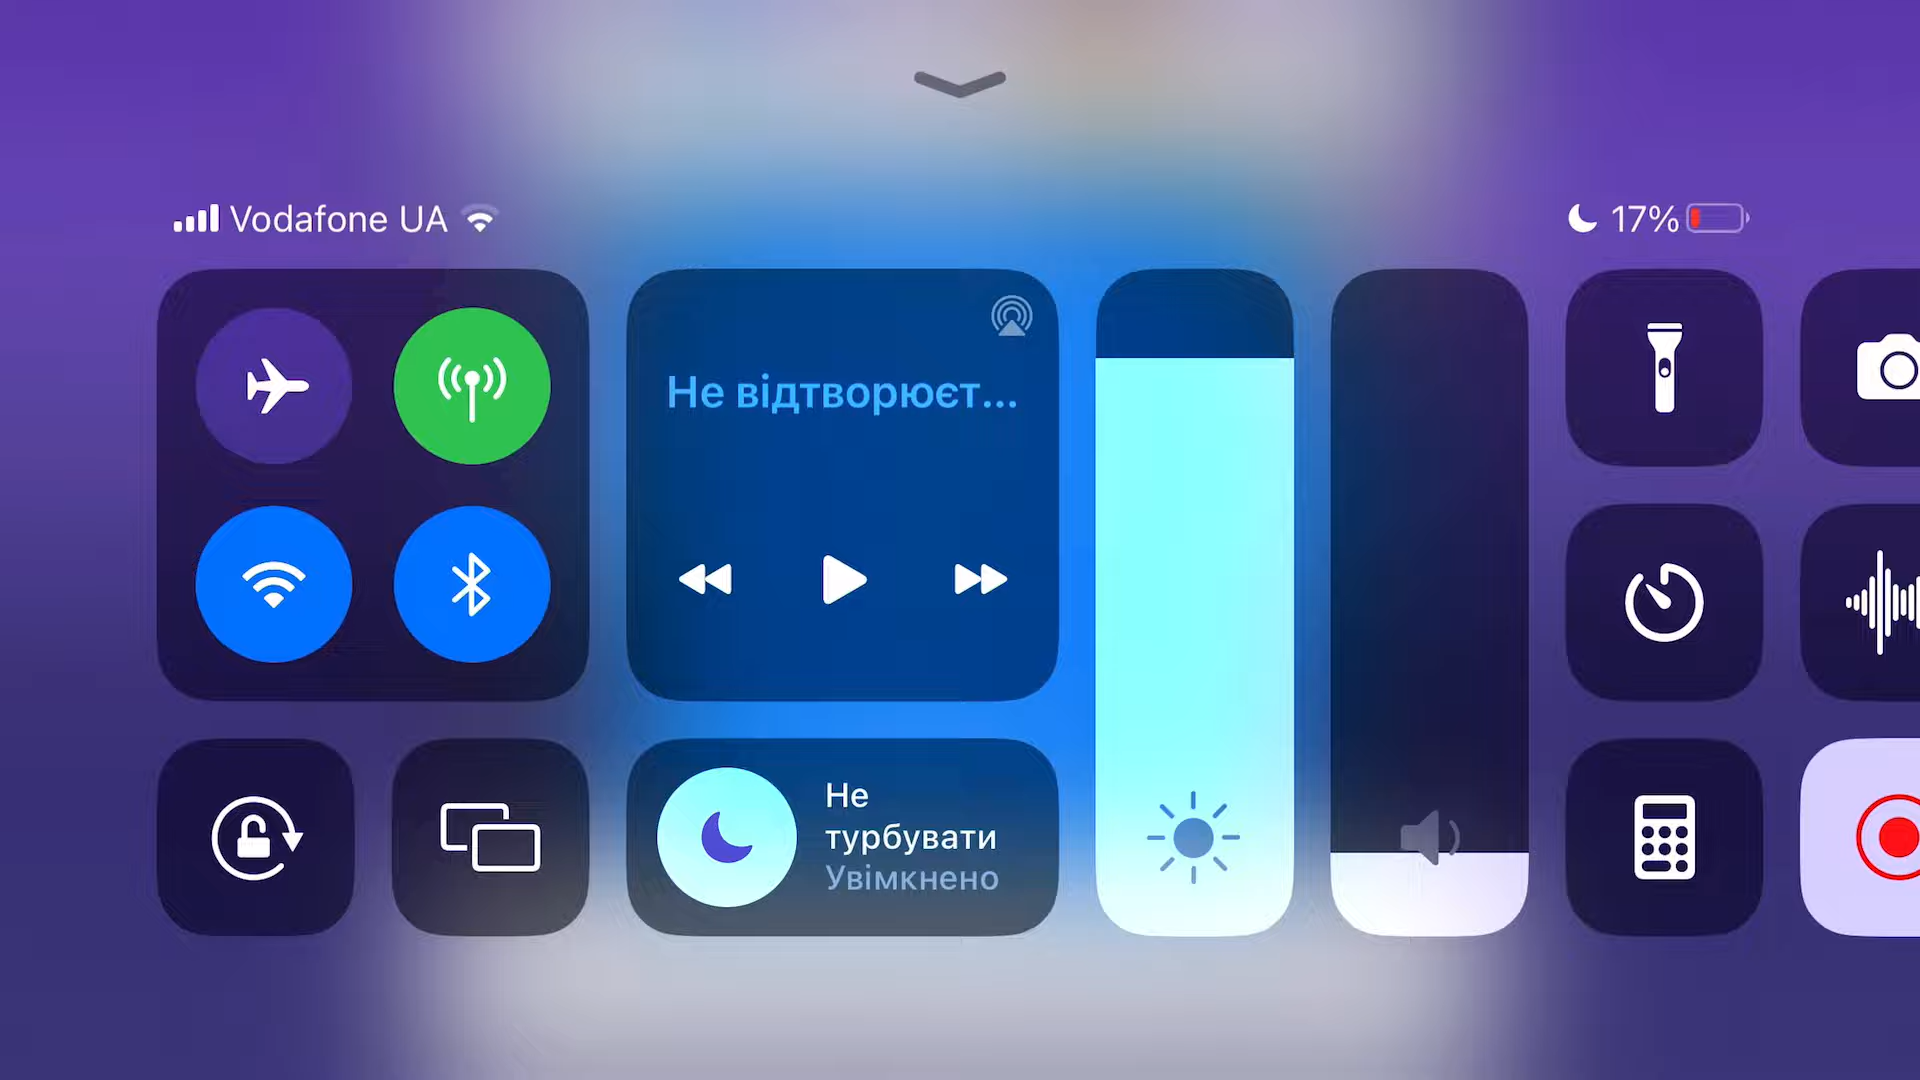 Vodafone UA
17%
Не відтворюєт...
Не
турбувати
Увімкнено